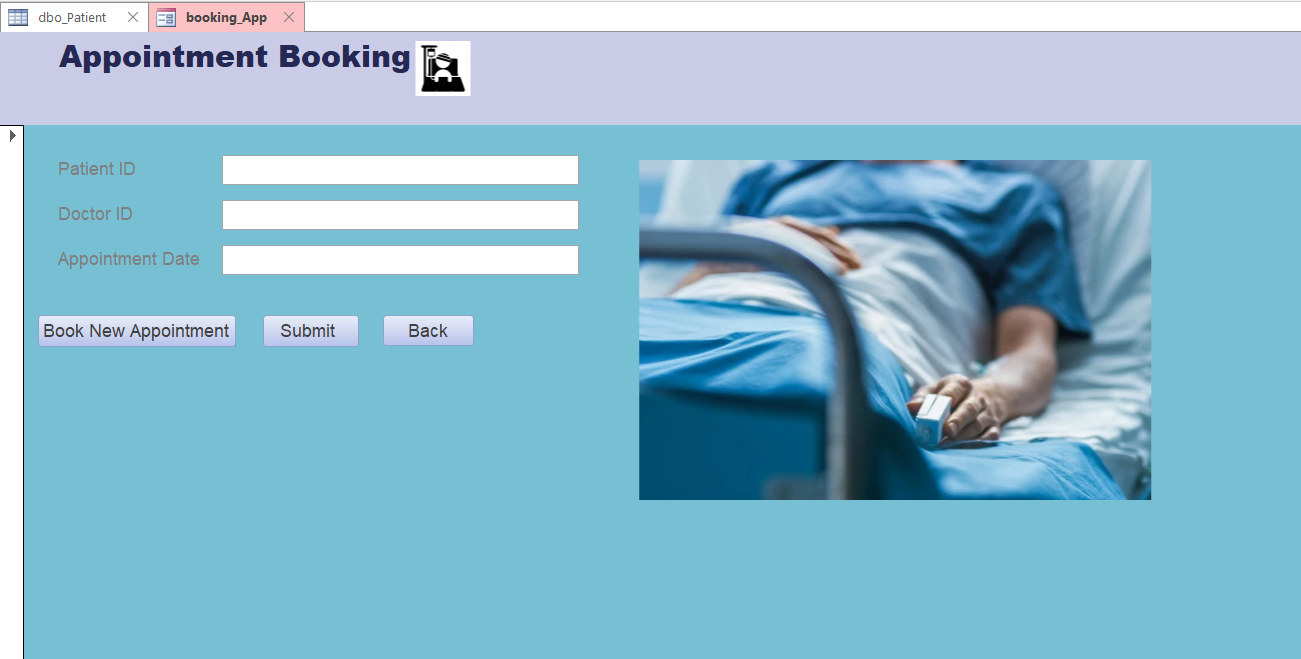 dbo_Patient
booking_App
Appointment Booking
Patient ID
Doctor ID
Appointment Date
Book New Appointment
Submit
Back